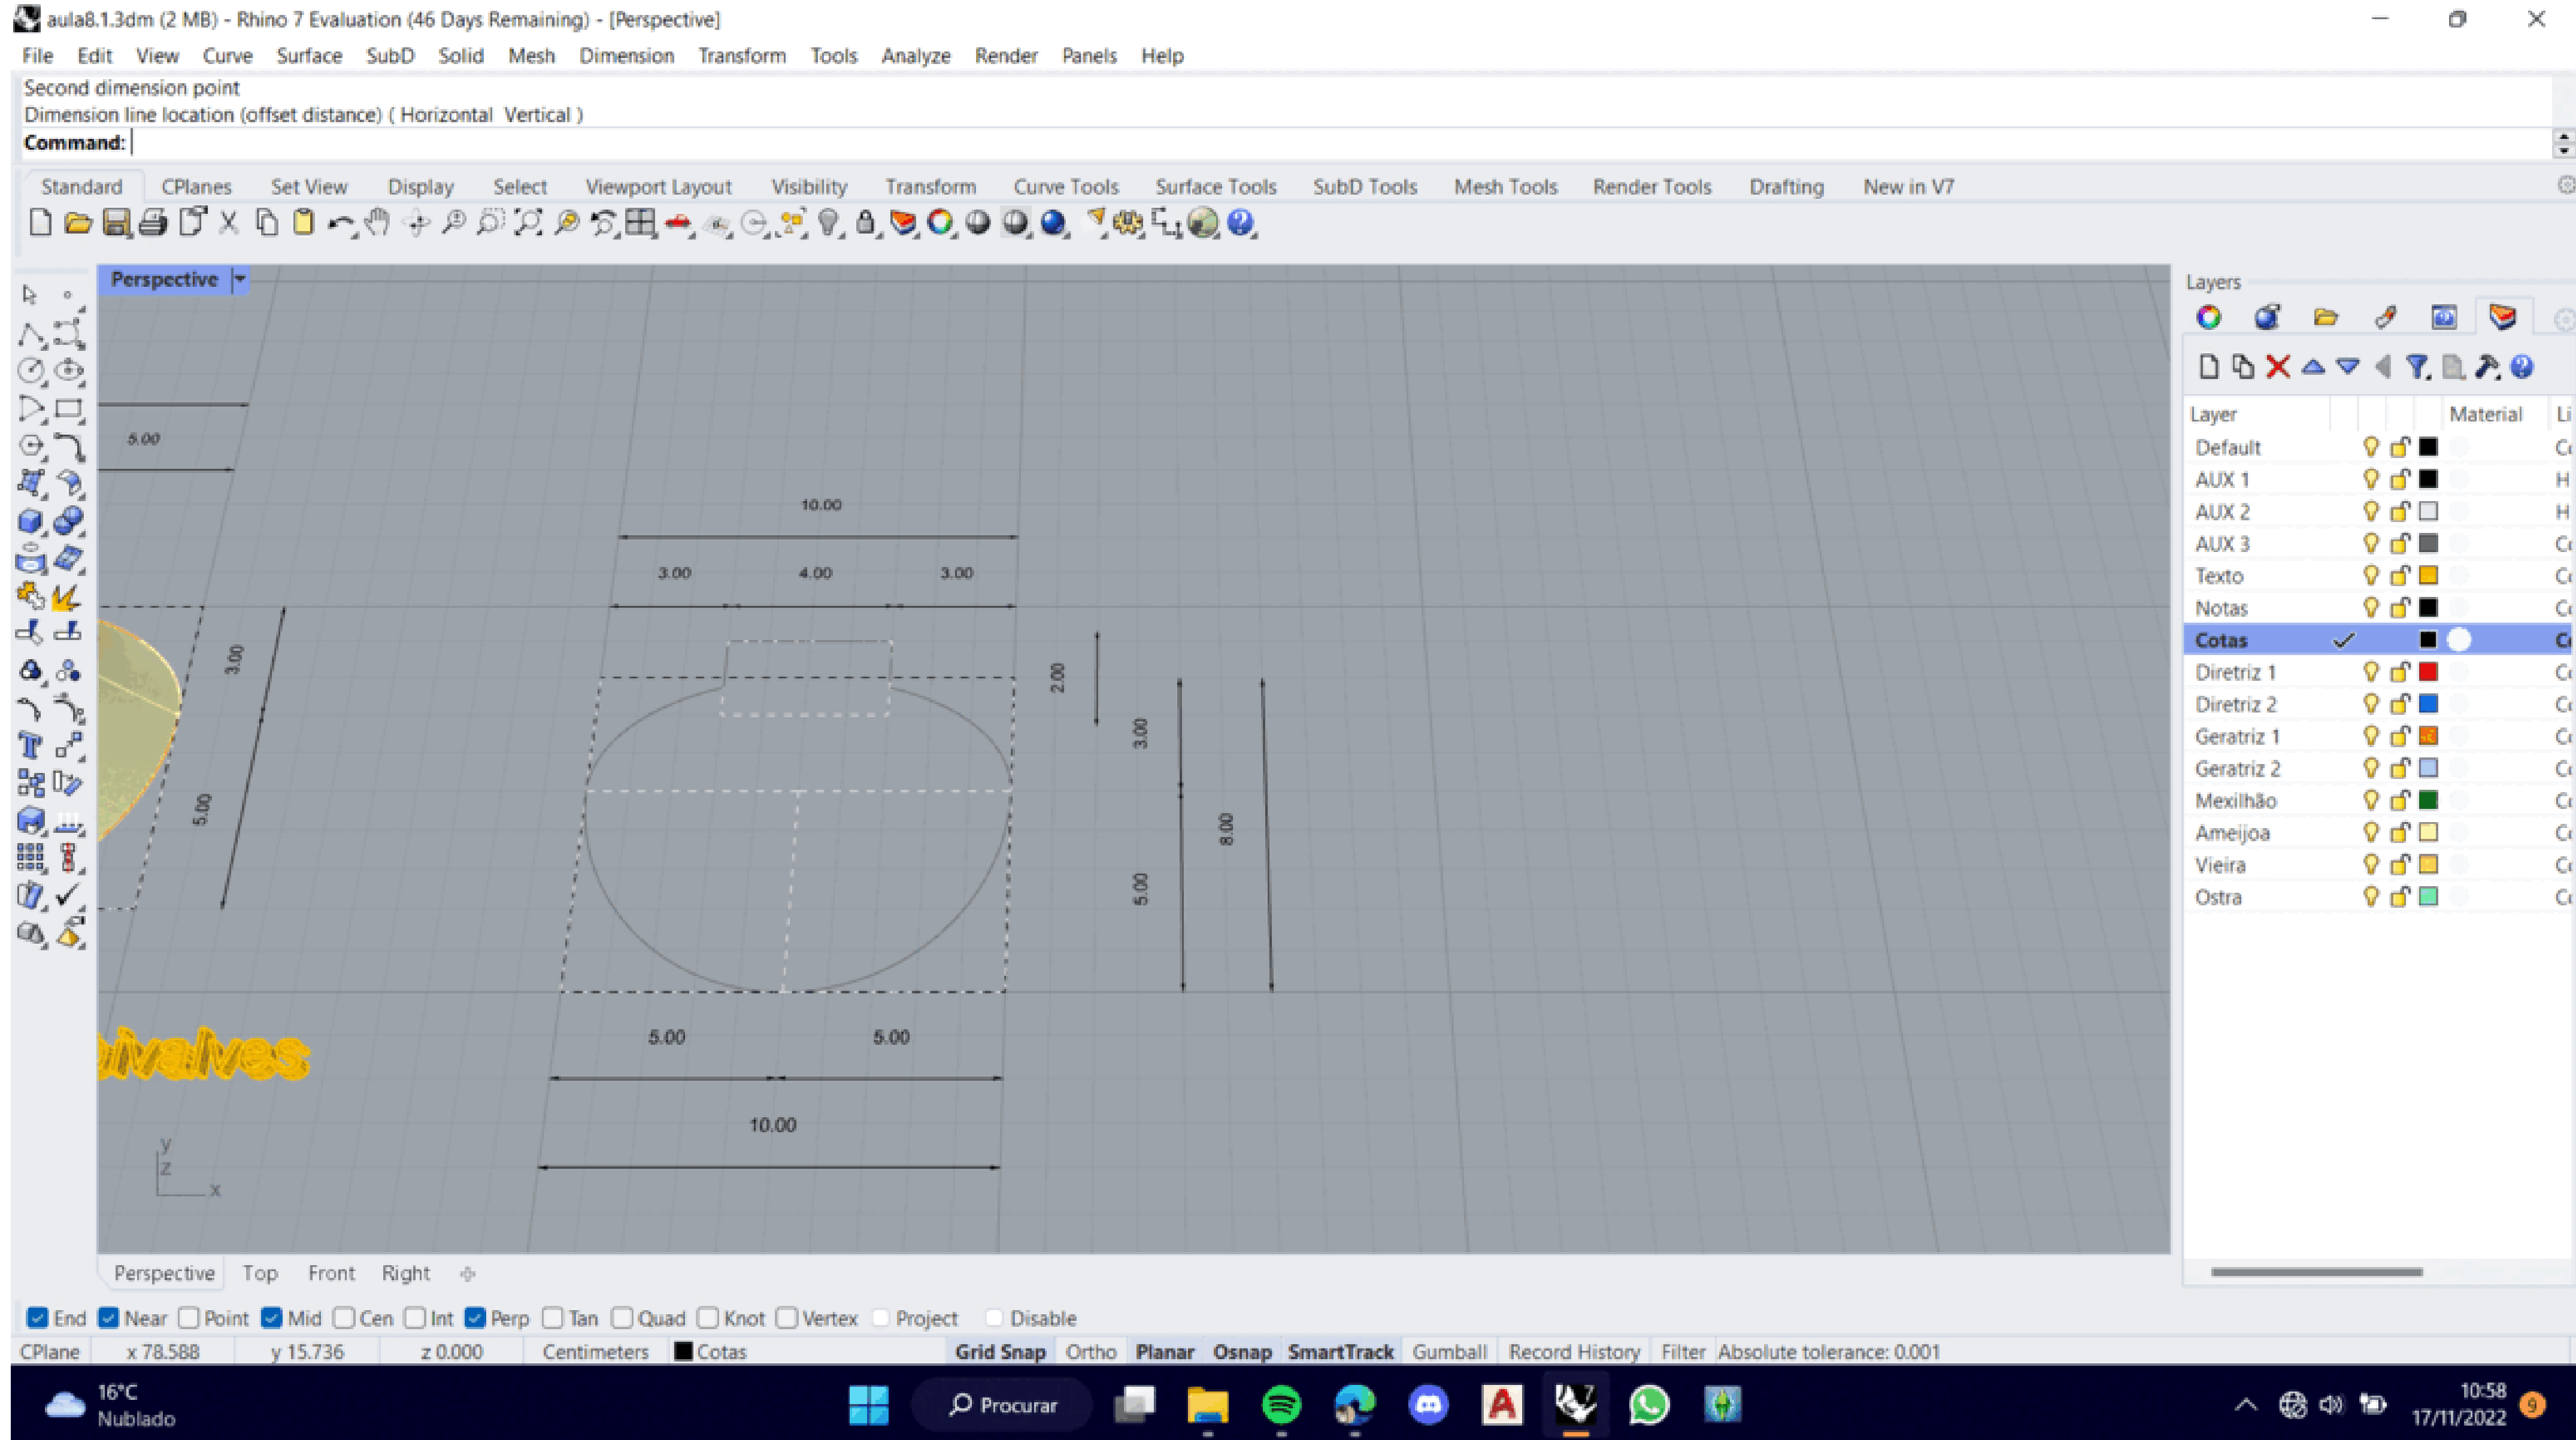 aula8.1.3dm (2 MB) - Rhino 7 Evaluation (46 Days Remaining) - [Perspective]
File Edit View Curve Surface SubD Solid Mesh Dimension Transform Tools Analyze Render Panels Help
Second dimension point
Dimension line location (offset distance) ( Horizontal Vertical )
Command:
Standard CPlanes Set View Display Select Viewport Layout Visibility Transform Curve Tools Surface Tools SubD Tools Mesh Tools Render Tools Drafting New in V7
Perspective
5.00
10.00
3.00 4.00 3.00
3.00
5.00
2.00
3.00
8.00
5.00
5.00 5.00
10.00
bivalves
y
z
x
Layers
Layer Material Li
Default
AUX 1 H
AUX 2 H
AUX 3
Texto
Notas
Cotas
Diretriz 1
Diretriz 2
Geratriz 1
Geratriz 2
Mexilhão
Ameijoa
Vieira
Ostra
Perspective Top Front Right
End Near Point Mid Cen Int Perp Tan Quad Knot Vertex Project Disable
CPlane x 78.588 y 15.736 z 0.000 Centimeters Cotas Grid Snap Ortho Planar Osnap SmartTrack Gumball Record History Filter Absolute tolerance: 0.001
16°C
Nublado
Procurar
A
7
10:58
17/11/2022
9